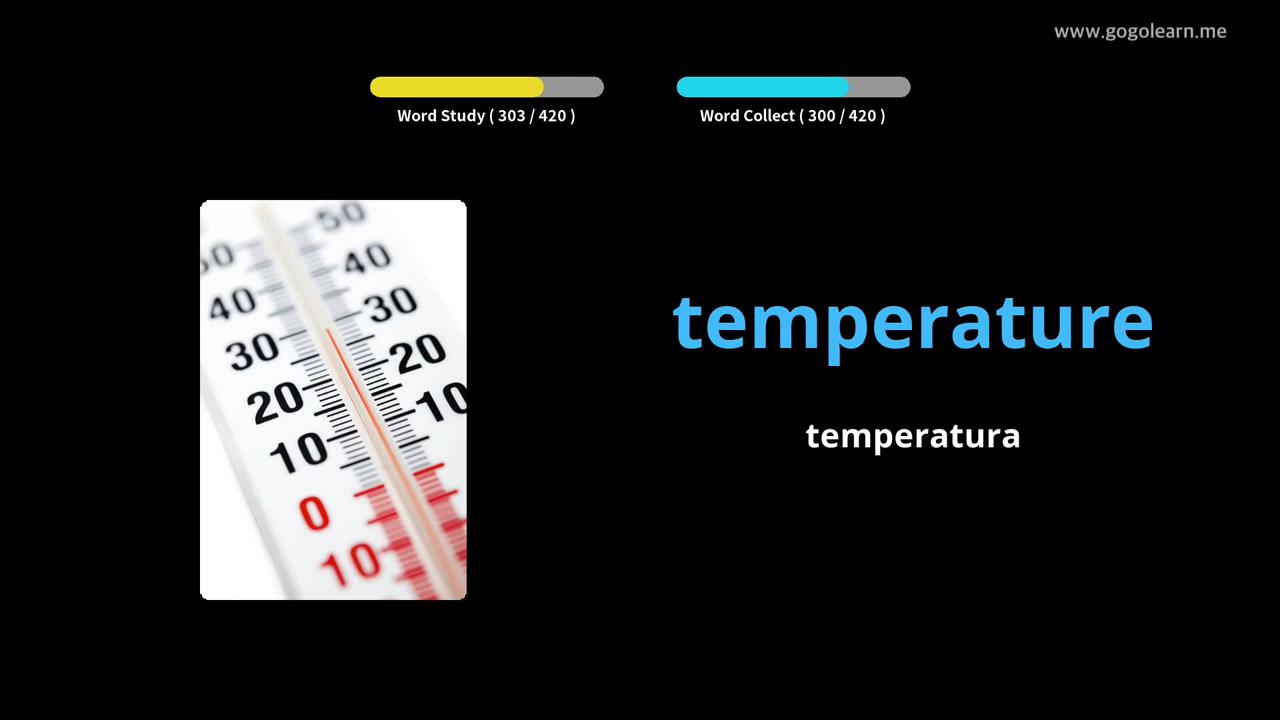 www.gogolearn.me
Word Study ( 303 / 420 )
Word Collect ( 300 / 420 )
50
40
40
30
30
20
20
10
10
0
10
temperature
temperatura